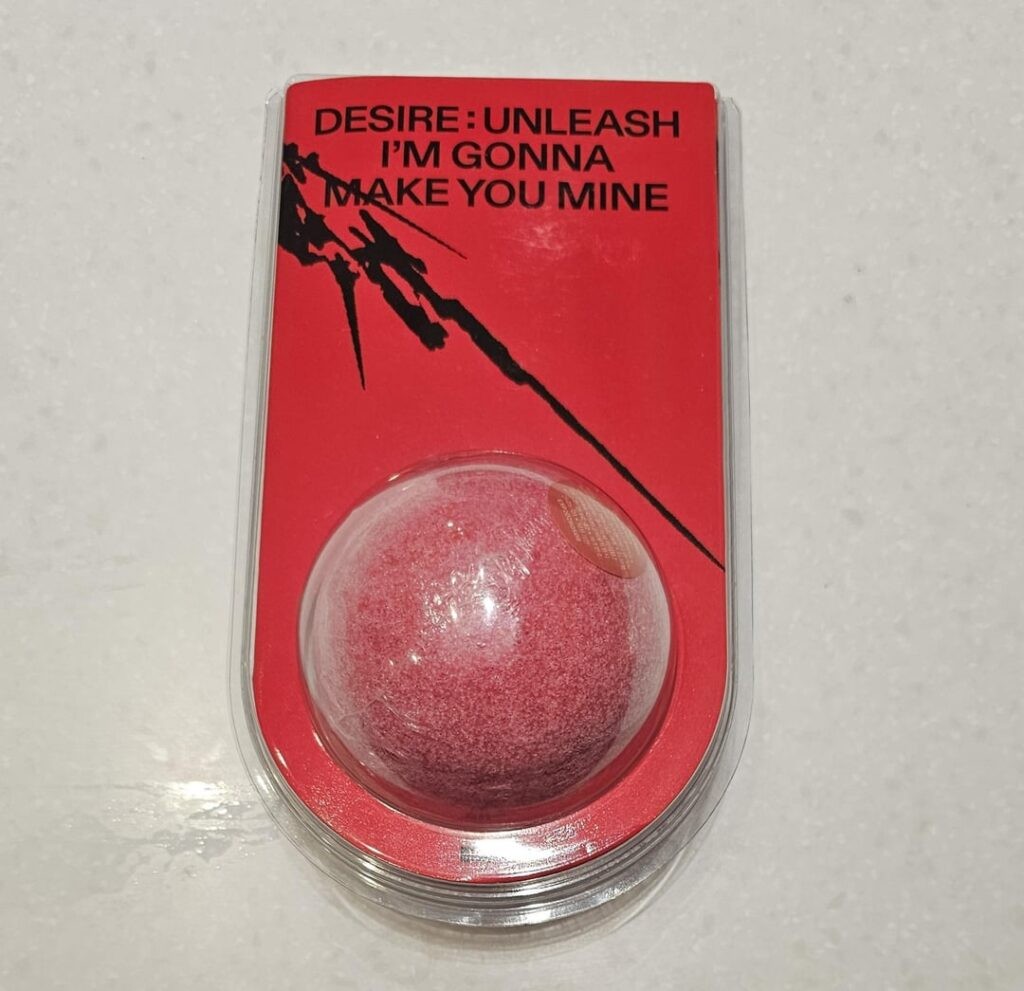 DESIRE : UNLEASH
I'M GONNA
MAKE YOU MINE